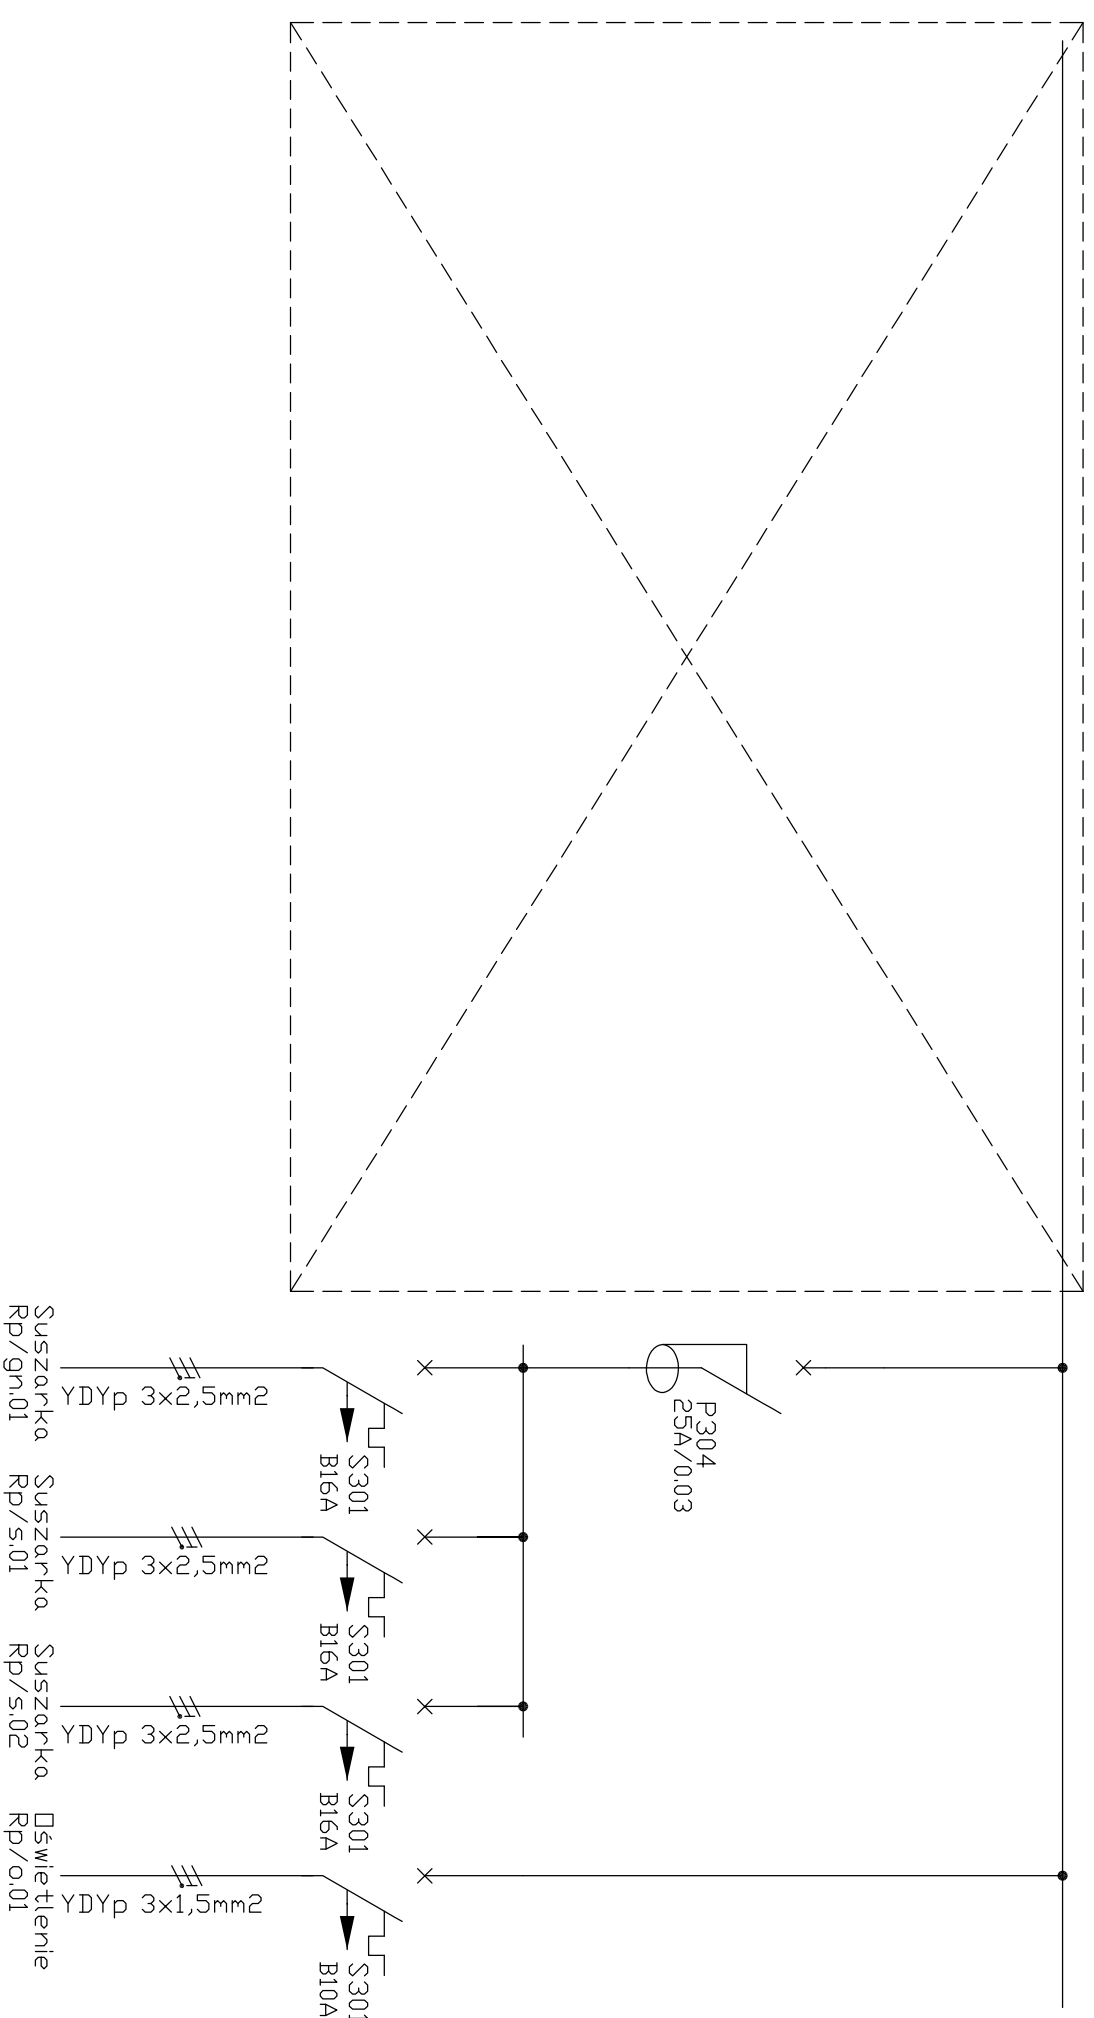 P304
25A/0.03
S301
B16A
YDYp 3x2,5mm2
Suszarka
Rp/gn.01
S301
B16A
YDYp 3x2,5mm2
Suszarka
Rp/s.01
S301
B16A
YDYp 3x2,5mm2
Suszarka
Rp/s.02
S301
B10A
YDYp 3x1,5mm2
Oświetlenie
Rp/o.01